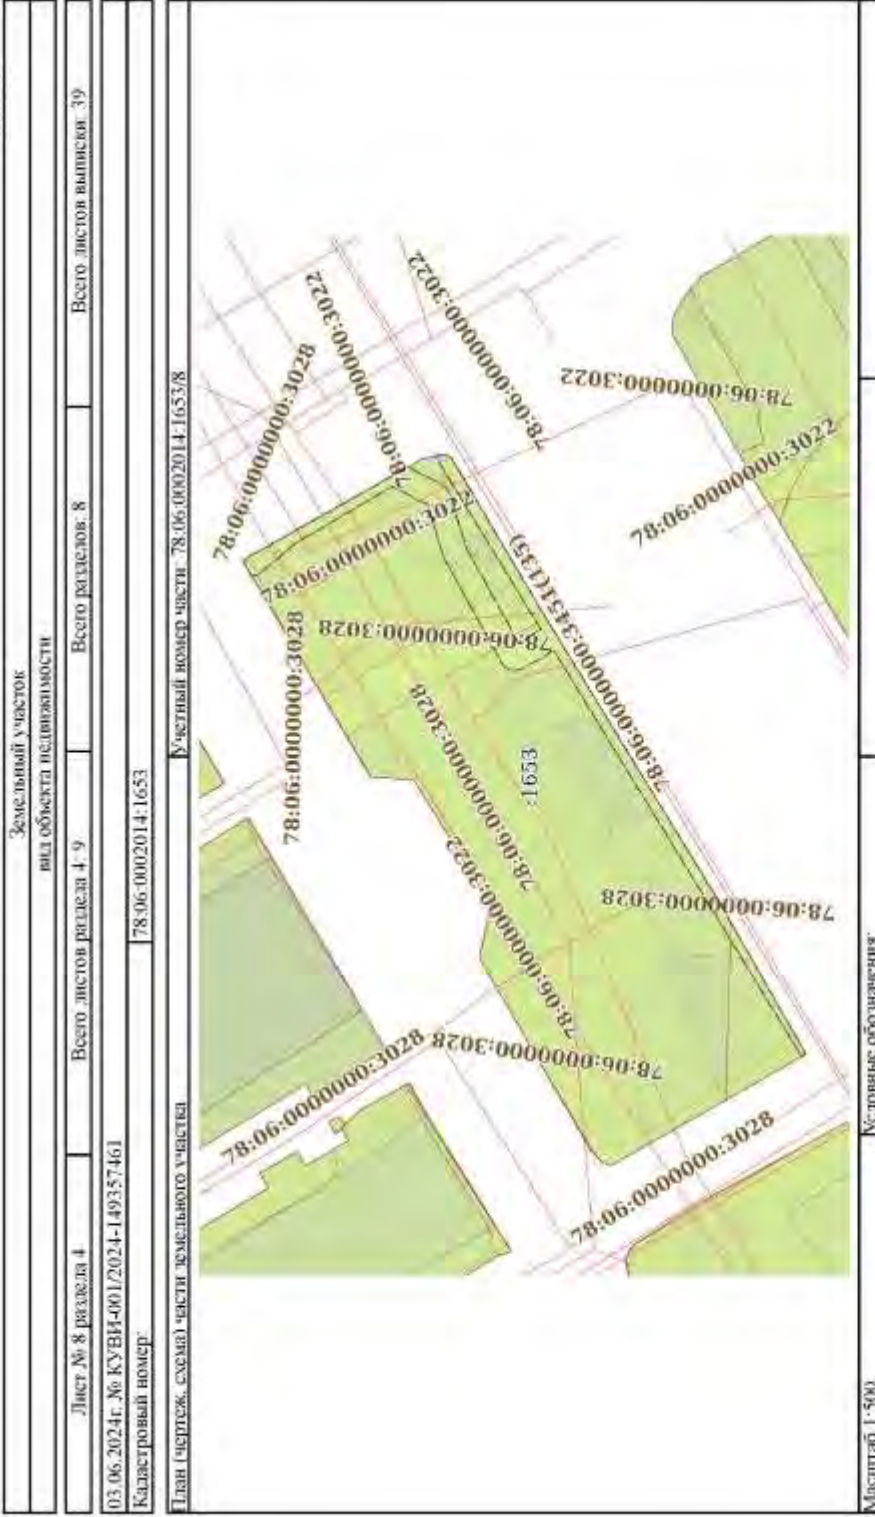 Земельный участок
вид объекта недвижимости
Лист № 8 раздела 4
Всего листов раздела 4: 9
Всего разделов: 8
Всего листов выписки: 39
03.06.2024г. № КУВИ-001/2024-149357461
Кадастровый номер:
78:06:0002014:1653
План (чертеж, схема) части земельного участка
Учетный номер части: 78:06:0002014:1653/8
78:06:0000000:3028
78:06:0000000:3022
78:06:0000000:3022
78:06:0000000:3022
78:06:0000000:3022
78:06:0000000:3022
78:06:0000000:3028
78:06:0000000:3028
78:06:0000000:3451(135)
78:06:0000000:3028
:1653
78:06:0000000:3022
78:06:0000000:3028
78:06:0000000:3028
78:06:0000000:3028
78:06:0000000:3028
Масштаб 1:500
Условные обозначения: